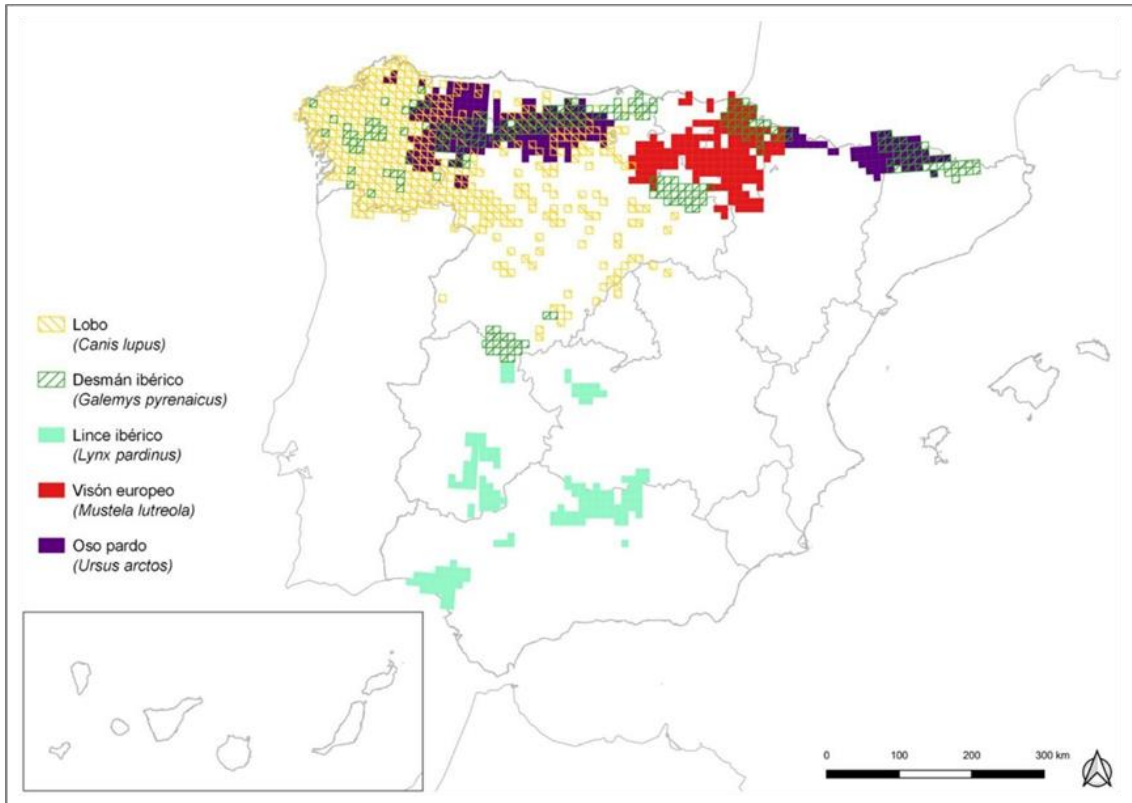 Lobo
(Canis lupus)
Desmán ibérico
(Galemys pyrenaicus)
Lince ibérico
(Lynx pardinus)
Visón europeo
(Mustela lutreola)
Oso pardo
(Ursus arctos)
0 100 200 300 km